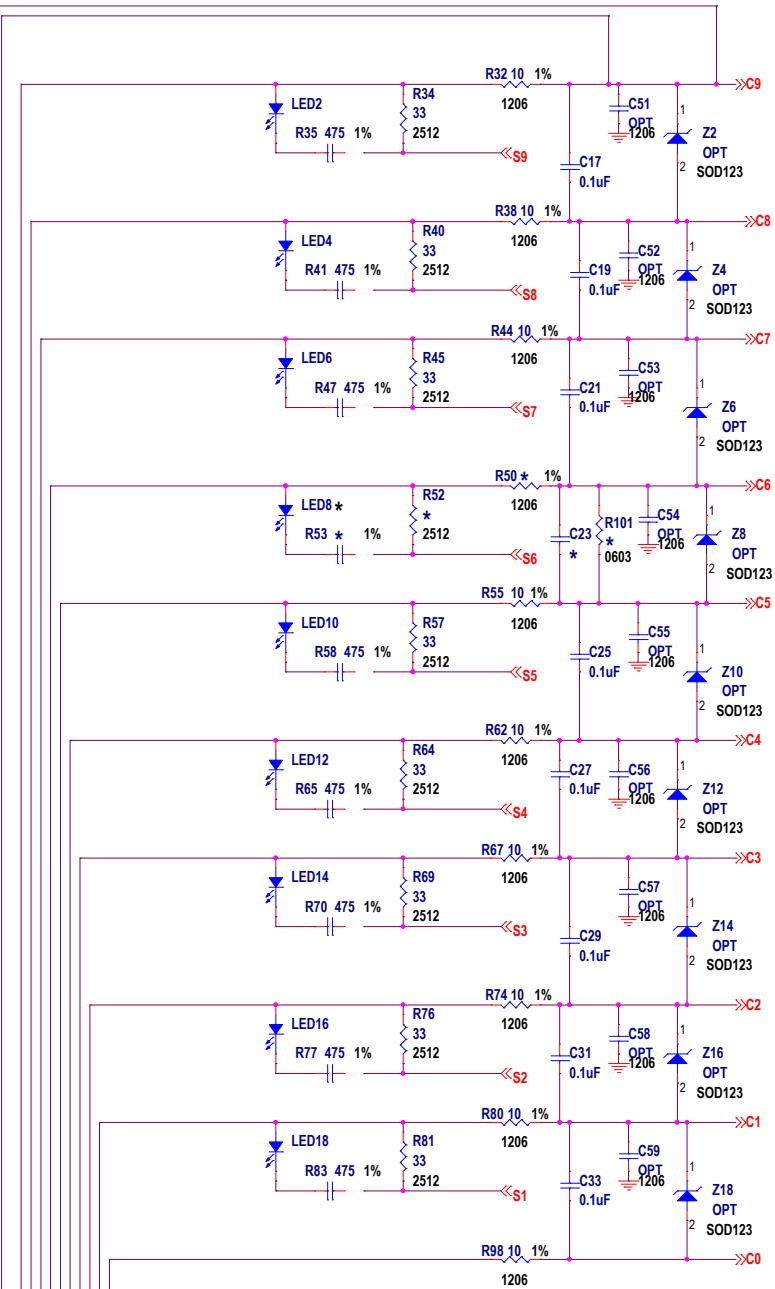 R32 10 1%
C9
R34
LED2
33
C51
1
R35 475 1%
2512
1206
OPT
1206
Z2
S9
C17
OPT
0.1uF
2
SOD123
R38 10 1%
C8
R40
LED4
33
1206
C52
1
R41 475 1%
2512
C19
OPT
1206
Z4
S8
0.1uF
OPT
2
SOD123
R44 10 1%
C7
LED6
R45
33
1206
C53
1
R47 475 1%
2512
C21
OPT
1206
Z6
S7
0.1uF
OPT
2
SOD123
R50 * 1%
C6
LED8 *
R52
*
1206
C54
1
R53 * 1%
2512
C23
*
R101
*
0603
OPT
1206
Z8
S6
OPT
2
SOD123
R55 10 1%
C5
LED10
R57
33
1206
C55
1
R58 475 1%
2512
C25
OPT
1206
Z10
S5
0.1uF
OPT
2
SOD123
R62 10 1%
C4
LED12
R64
33
1206
C27
C56
1
R65 475 1%
2512
0.1uF
OPT
1206
Z12
S4
OPT
2
SOD123
R67 10 1%
C3
LED14
R69
33
1206
C57
1
R70 475 1%
2512
OPT
1206
Z14
S3
C29
OPT
0.1uF
2
SOD123
R74 10 1%
C2
LED16
R76
33
1206
C58
1
R77 475 1%
2512
C31
OPT
1206
Z16
S2
0.1uF
OPT
2
SOD123
R80 10 1%
C1
LED18
R81
33
1206
C59
1
R83 475 1%
2512
C33
OPT
1206
Z18
S1
0.1uF
OPT
2
SOD123
R98 10 1%
C0
1206